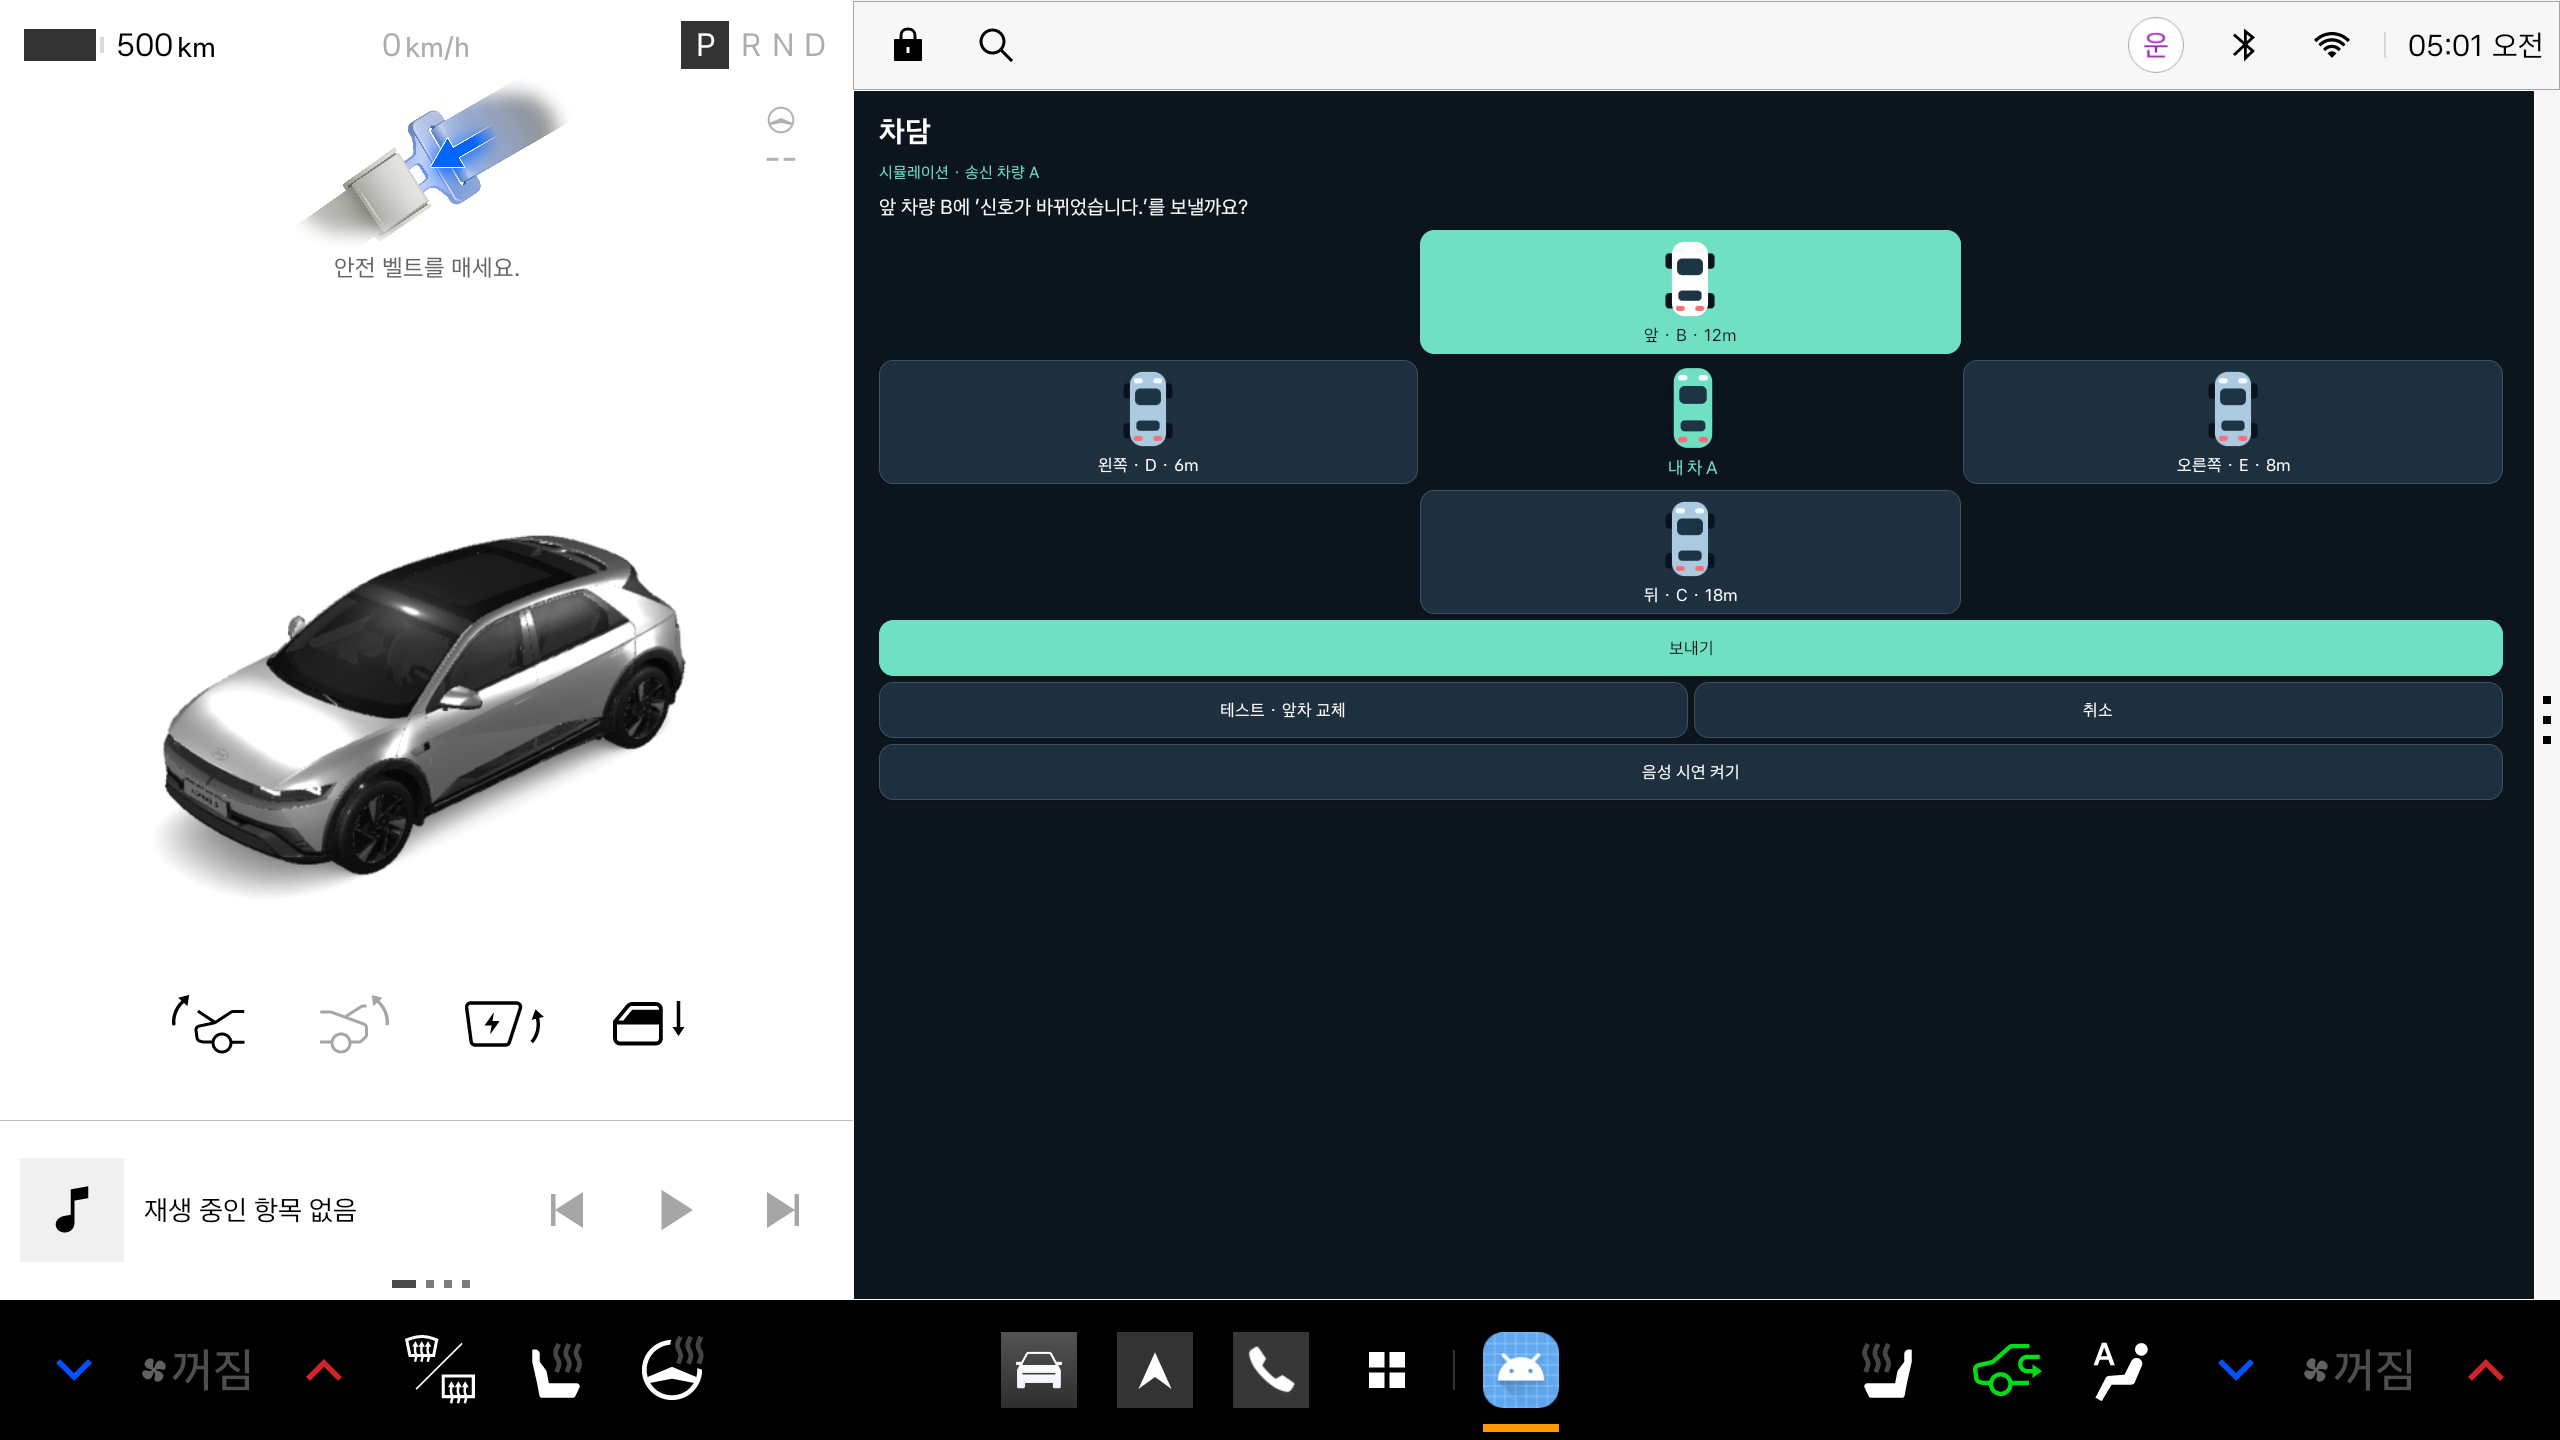 500 km
0 km/h
P R N D
운
05:01 오전
안전 벨트를 매세요.
차담
시뮬레이션 · 송신 차량 A
앞 차량 B에 '신호가 바뀌었습니다.'를 보낼까요?
앞 · B · 12m
왼쪽 · D · 6m
내 차 A
오른쪽 · E · 8m
뒤 · C · 18m
보내기
테스트 · 앞차 교체
취소
음성 시연 켜기
재생 중인 항목 없음
꺼짐
A
꺼짐